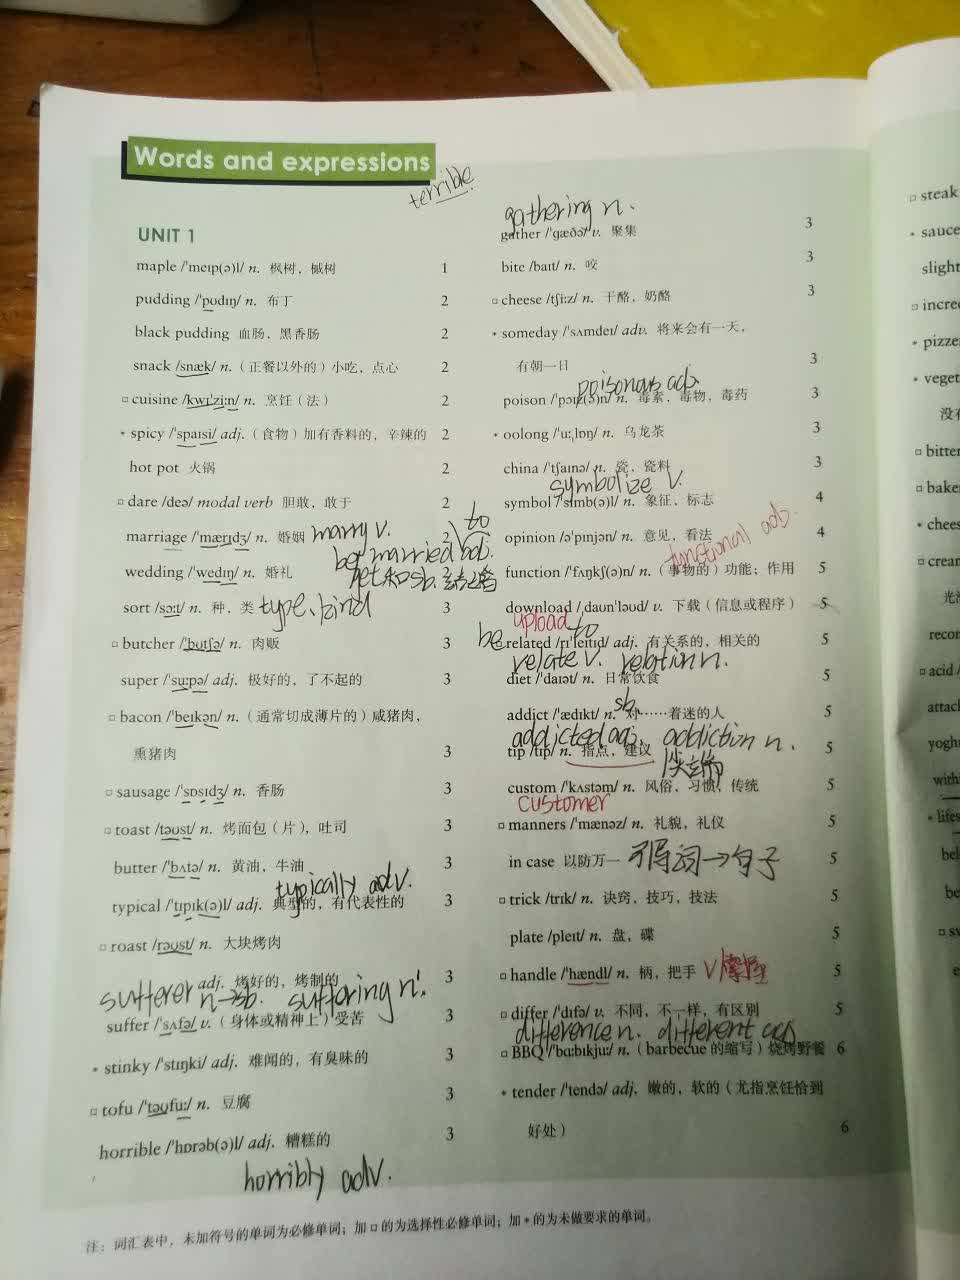 Words and expressions
terrible
UNIT 1
maple /ˈmeɪp(ə)l/ n. 枫树，槭树 1
pudding /ˈpʊdɪŋ/ n. 布丁 2
black pudding 血肠，黑香肠 2
snack /snæk/ n.（正餐以外的）小吃，点心 2
□ cuisine /kwɪˈziːn/ n. 烹饪（法） 2
* spicy /ˈspaɪsi/ adj.（食物）加有香料的，辛辣的 2
hot pot 火锅 2
□ dare /deə/ modal verb 胆敢，敢于 2
marriage /ˈmærɪdʒ/ n. 婚姻 marry v. 2
to
be married adj.
wedding /ˈwedɪŋ/ n. 婚礼 2
get 和sb.
sort /sɔːt/ n. 种，类 type、kind 3
□ butcher /ˈbʊtʃə/ n. 肉贩 3
super /ˈsuːpə/ adj. 极好的，了不起的 3
□ bacon /ˈbeɪkən/ n.（通常切成薄片的）咸猪肉，
熏猪肉 3
□ sausage /ˈsɒsɪdʒ/ n. 香肠 3
□ toast /təʊst/ n. 烤面包（片），吐司 3
butter /ˈbʌtə/ n. 黄油，牛油 3
typically adv.
typical /ˈtɪpɪk(ə)l/ adj. 典型的，有代表性的 3
□ roast /rəʊst/ n. 大块烤肉
adj. 烤好的，烤制的 3
sufferer n→sb. suffering n.
suffer /ˈsʌfə/ v.（身体或精神上）受苦 3
* stinky /ˈstɪŋki/ adj. 难闻的，有臭味的 3
□ tofu /ˈtəʊfuː/ n. 豆腐 3
horrible /ˈhɒrəb(ə)l/ adj. 糟糕的 3
horribly adv.
gathering n.
gather /ˈɡæðə/ v. 聚集 3
bite /baɪt/ n. 咬 3
□ cheese /tʃiːz/ n. 干酪，奶酪 3
* someday /ˈsʌmdeɪ/ adv. 将来会有一天，
有朝一日 3
poisonous adj.
poison /ˈpɔɪz(ə)n/ n. 毒素，毒物，毒药 3
* oolong /ˈuːˌlɒŋ/ n. 乌龙茶 3
china /ˈtʃaɪnə/ n. 瓷，瓷料 3
symbolize v.
symbol /ˈsɪmb(ə)l/ n. 象征，标志 4
opinion /əˈpɪnjən/ n. 意见，看法 4
functional adj.
function /ˈfʌŋkʃ(ə)n/ n.（事物的）功能；作用 5
download /ˌdaʊnˈləʊd/ v. 下载（信息或程序） 5
upload
be related /rɪˈleɪtɪd/ adj. 有关系的，相关的 5
to
relate v. relation n.
diet /ˈdaɪət/ n. 日常饮食 5
sb.
addict /ˈædɪkt/ n. 对……着迷的人 5
addicted adj. addiction n.
tip /tɪp/ n. 指点，建议 5
尖端
custom /ˈkʌstəm/ n. 风俗，习惯，传统 5
customer
□ manners /ˈmænəz/ n. 礼貌，礼仪 5
in case 以防万一 引导词→句子 5
□ trick /trɪk/ n. 诀窍，技巧，技法 5
plate /pleɪt/ n. 盘，碟 5
□ handle /ˈhændl/ n. 柄，把手 v 5
□ differ /ˈdɪfə/ v. 不同，不一样，有区别 5
difference n. different adj
□ BBQ /ˈbɑːbɪkjuː/ n.（barbecue 的缩写）烧烤野餐 6
* tender /ˈtendə/ adj. 嫩的，软的（尤指烹饪恰到
好处） 6
注：词汇表中，未加符号的单词为必修单词；加 □ 的为选择性必修单词；加 * 的为未做要求的单词。
□ steak
* sauce
slight
□ incre
* pizze
* veget
没有
□ bitter
□ bake
* chees
□ crean
光
recon
□ acid /
attack
yogh
with
* lifes
bel
be
□ sv